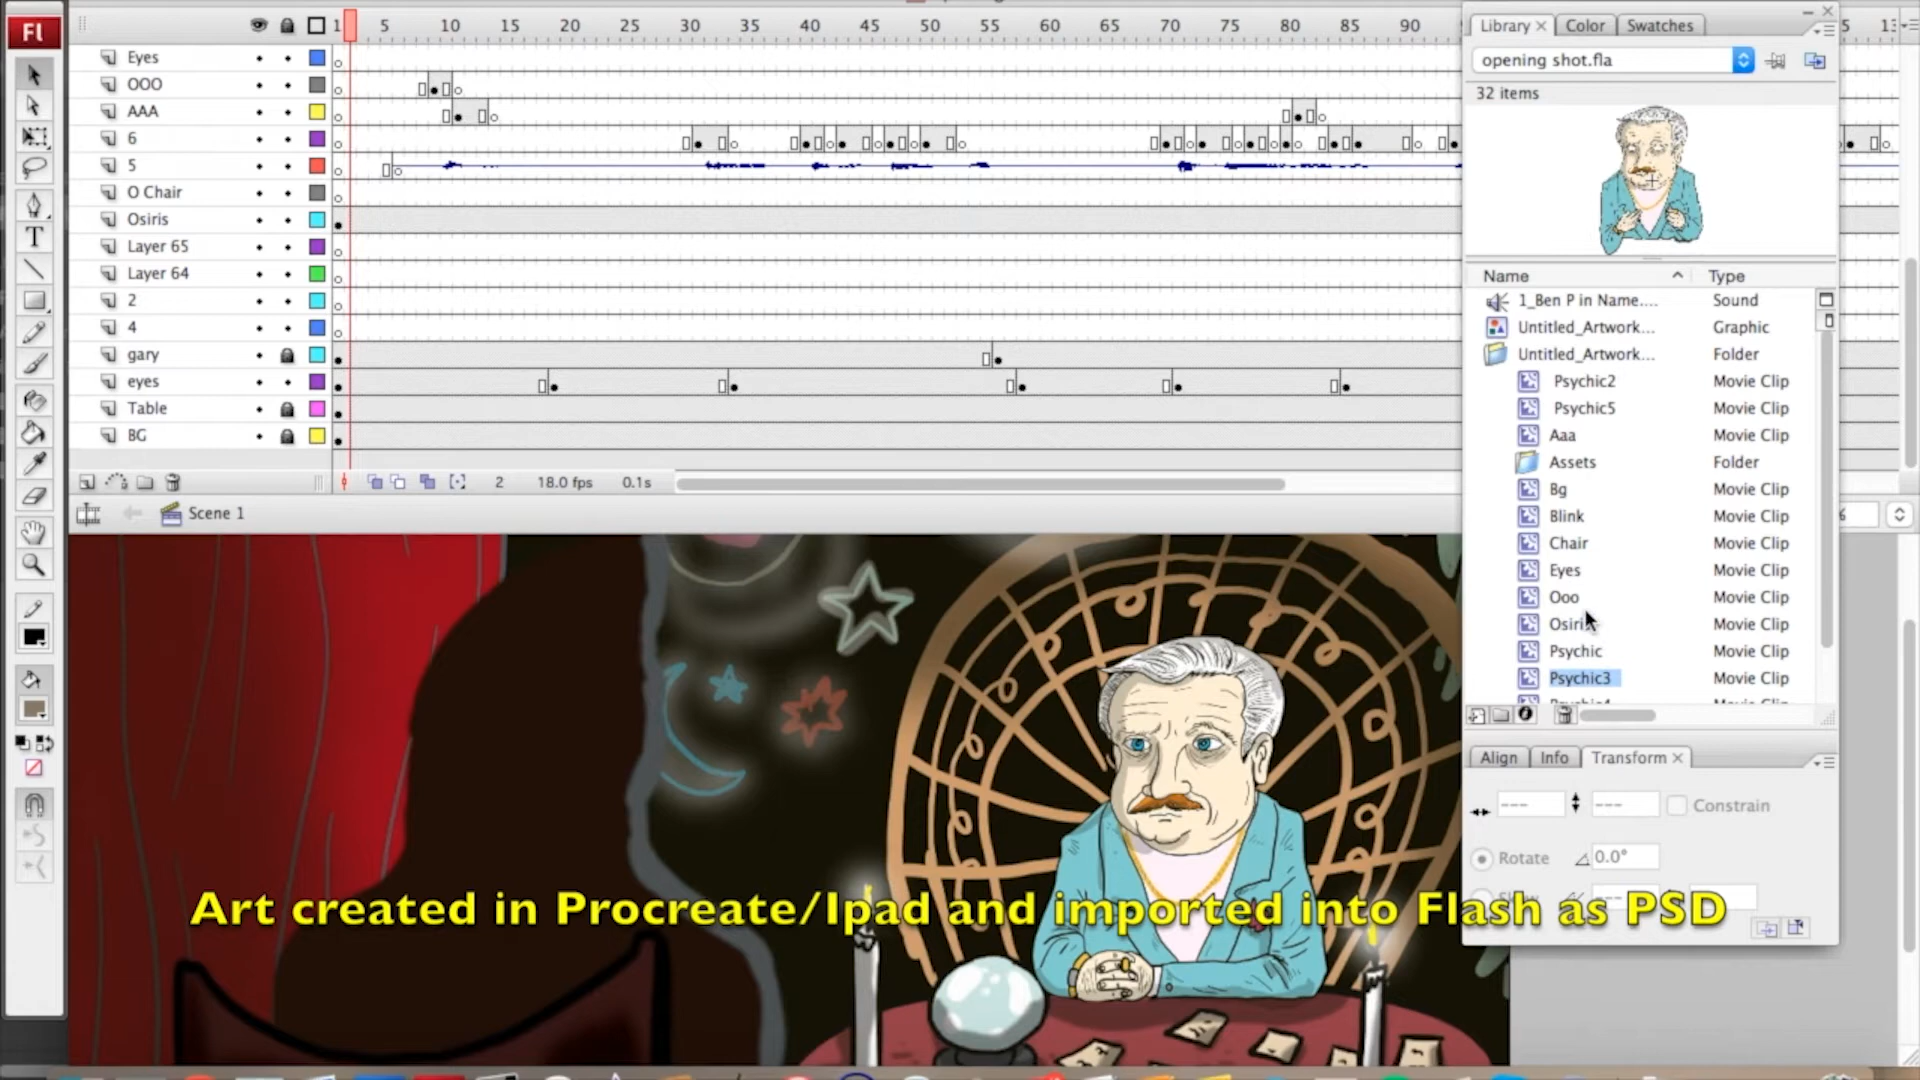 Fl
1 5 10 15 20 25 30 35 40 45 50 55 60 65 70 75 80 85 90
Library Color Swatches
opening shot.fla
32 items
Eyes
OOO
AAA
6
5
O Chair
Osiris
Layer 65
Layer 64
2
4
gary
eyes
Table
BG
2 18.0 fps 0.1s
Scene 1
Name Type
1_Ben P in Name.... Sound
Untitled_Artwork... Graphic
Untitled_Artwork... Folder
Psychic2 Movie Clip
Psychic5 Movie Clip
Aaa Movie Clip
Assets Folder
Bg Movie Clip
Blink Movie Clip
Chair Movie Clip
Eyes Movie Clip
Ooo Movie Clip
Osiris Movie Clip
Psychic Movie Clip
Psychic3 Movie Clip
Align Info Transform
--- --- Constrain
Rotate 0.0°
Art created in Procreate/Ipad and imported into Flash as PSD